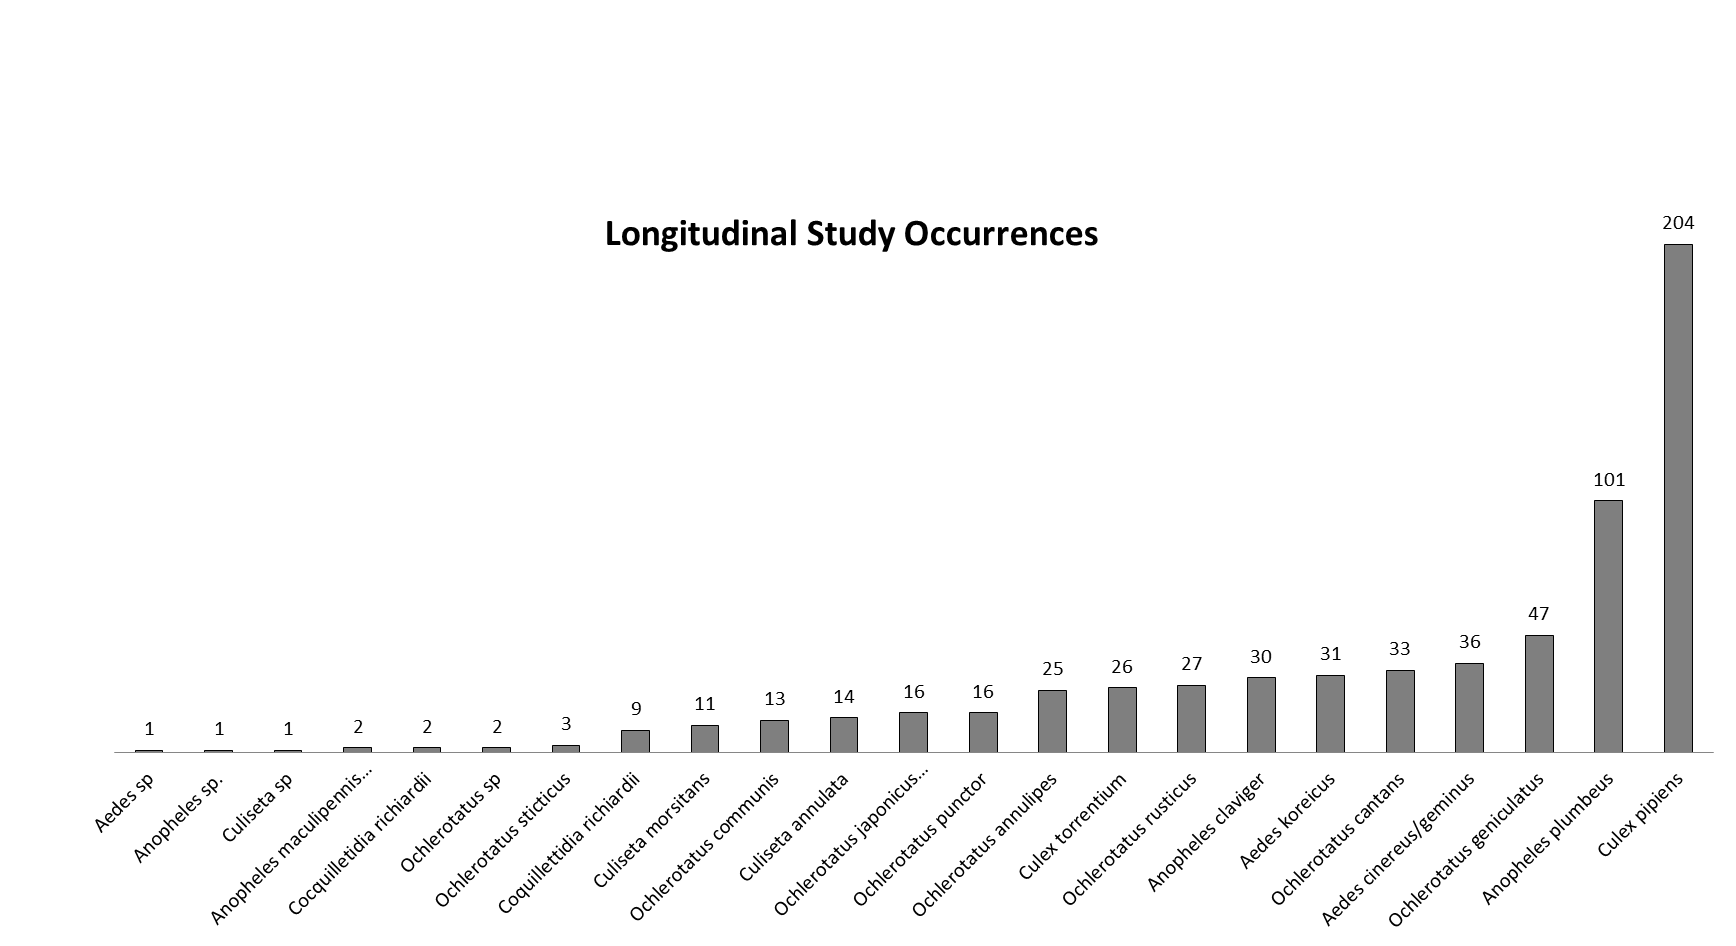 Longitudinal Study Occurrences
204
101
47
36
33
31
30
27
26
25
16
16
14
13
11
9
3
2
2
2
1
1
1
Aedes sp
Anopheles sp.
Culiseta sp
Anopheles maculipennis...
Cocquilletidia richiardii
Ochlerotatus sp
Ochlerotatus sticticus
Coquillettidia richiardii
Culiseta morsitans
Ochlerotatus communis
Culiseta annulata
Ochlerotatus japonicus...
Ochlerotatus punctor
Ochlerotatus annulipes
Culex torrentium
Ochlerotatus rusticus
Anopheles claviger
Aedes koreicus
Ochlerotatus cantans
Aedes cinereus/geminus
Ochlerotatus geniculatus
Anopheles plumbeus
Culex pipiens